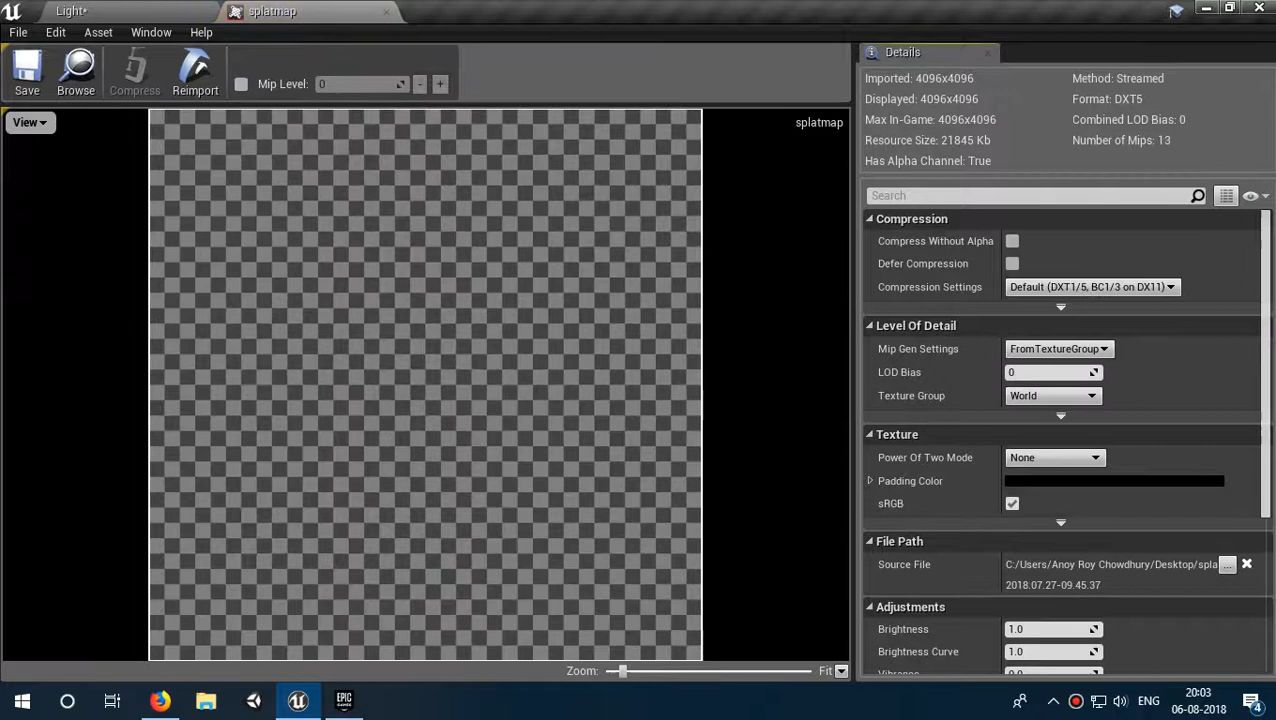 Light*
splatmap
File Edit Asset Window Help
Save Browse Compress Reimport
Mip Level: 0 - +
View
splatmap
Zoom: Fit
Details
Imported: 4096x4096 Method: Streamed
Displayed: 4096x4096 Format: DXT5
Max In-Game: 4096x4096 Combined LOD Bias: 0
Resource Size: 21845 Kb Number of Mips: 13
Has Alpha Channel: True
Search
Compression
Compress Without Alpha
Defer Compression
Compression Settings Default (DXT1/5, BC1/3 on DX11)
Level Of Detail
Mip Gen Settings FromTextureGroup
LOD Bias 0
Texture Group World
Texture
Power Of Two Mode None
Padding Color
sRGB
File Path
Source File C:/Users/Anoy Roy Chowdhury/Desktop/spla ...
2018.07.27-09.45.37
Adjustments
Brightness 1.0
Brightness Curve 1.0
EPIC
GAMES
ENG
20:03
06-08-2018
4